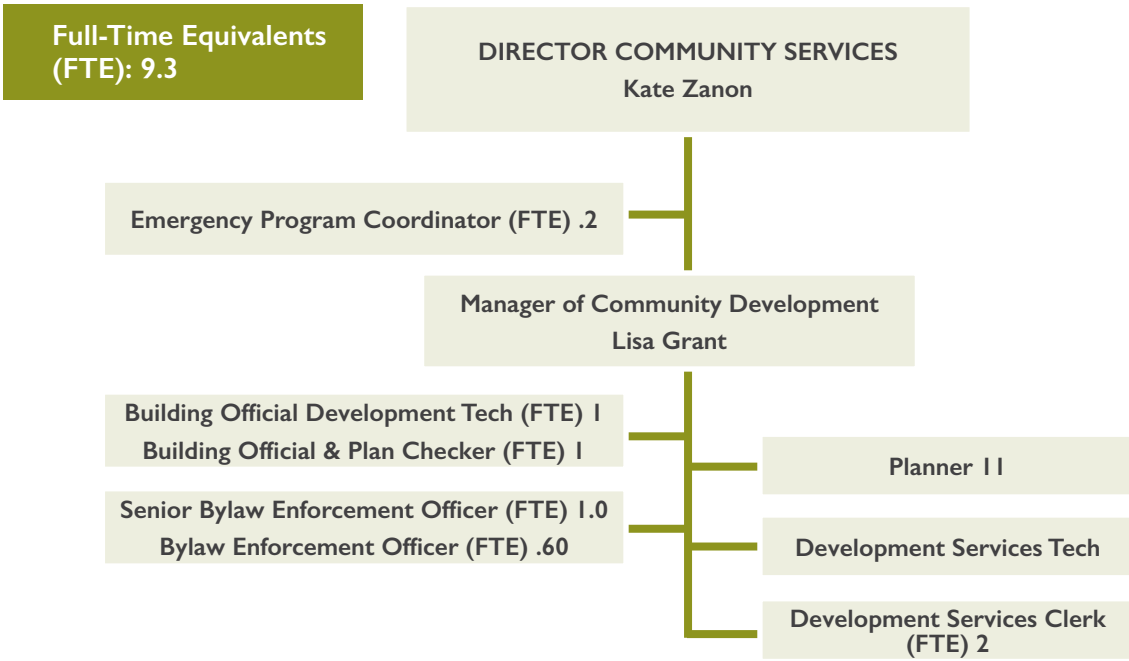 Full-Time Equivalents
(FTE): 9.3
DIRECTOR COMMUNITY SERVICES
Kate Zanon
Emergency Program Coordinator (FTE) .2
Manager of Community Development
Lisa Grant
Building Official Development Tech (FTE) 1
Building Official & Plan Checker (FTE) 1
Senior Bylaw Enforcement Officer (FTE) 1.0
Bylaw Enforcement Officer (FTE) .60
Planner 11
Development Services Tech
Development Services Clerk
(FTE) 2